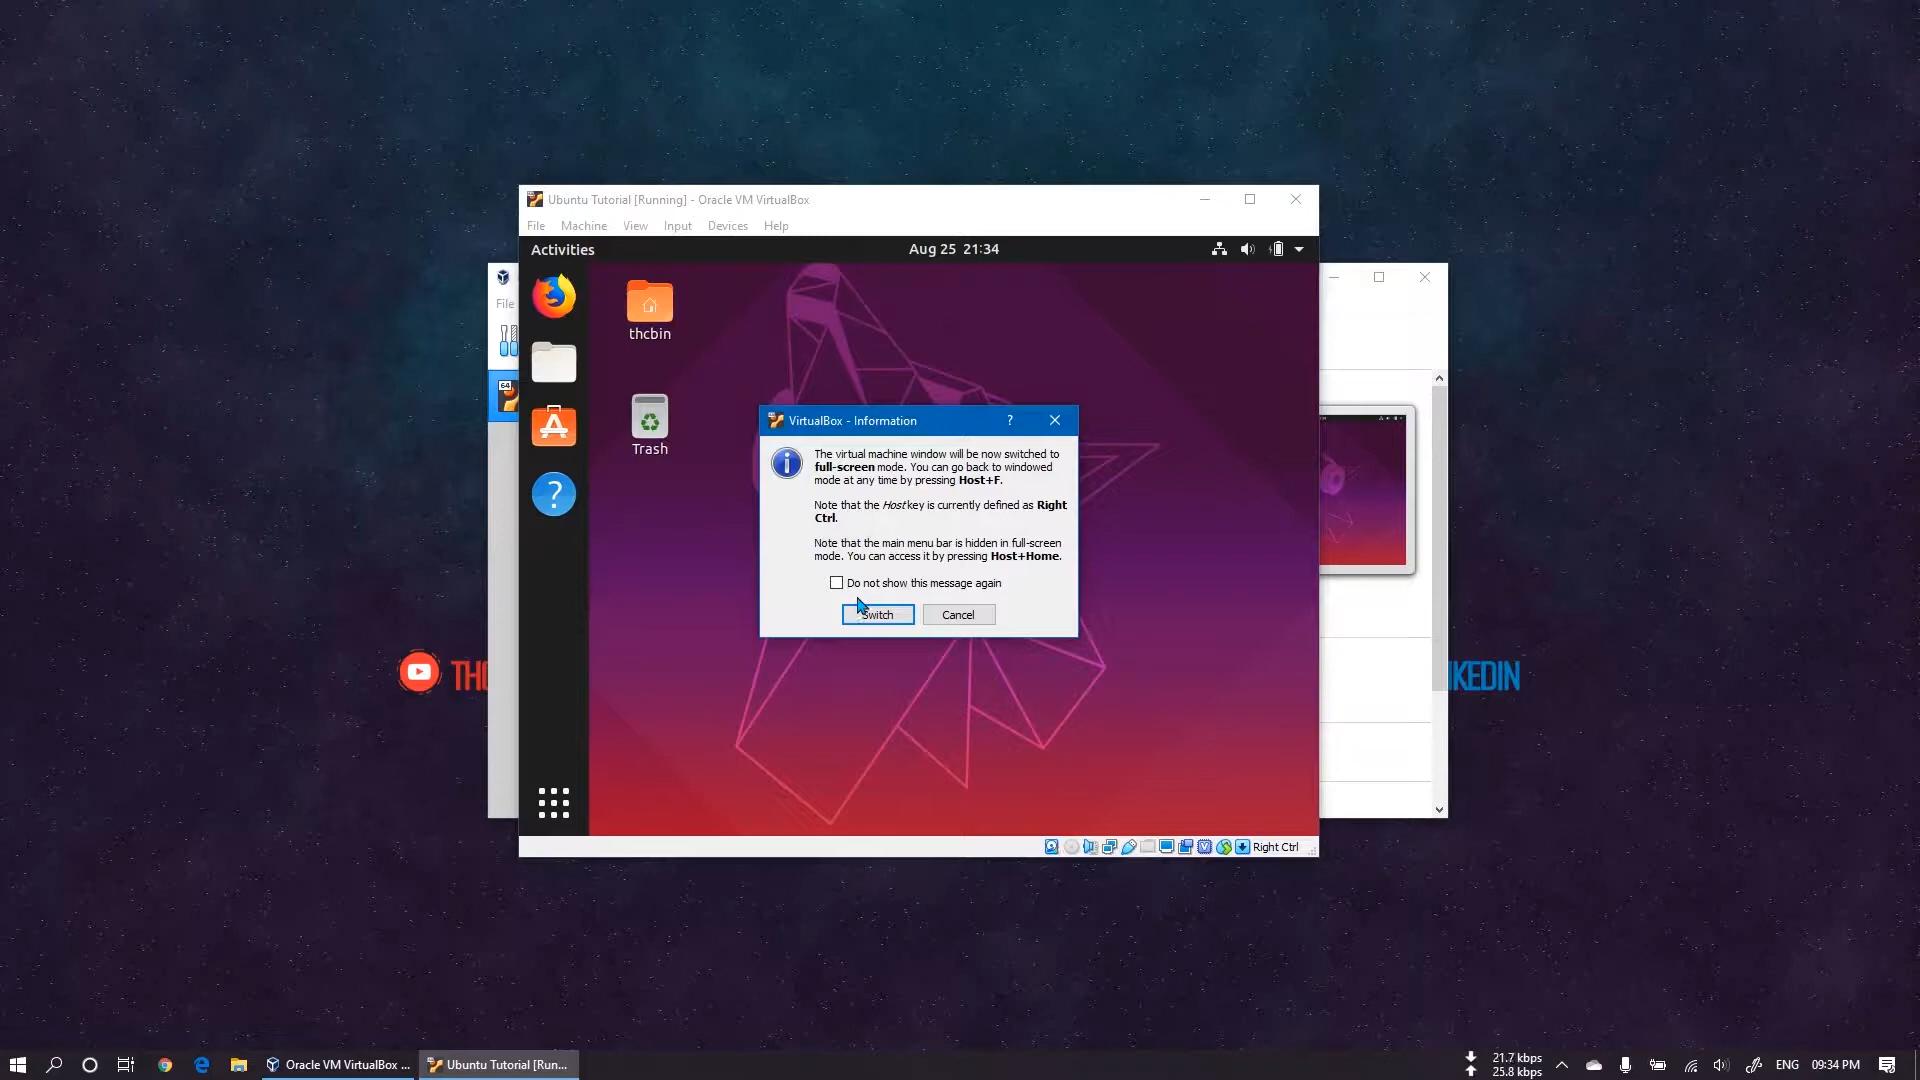 Ubuntu Tutorial [Running] - Oracle VM VirtualBox
File Machine View Input Devices Help
Activities
Aug 25 21:34
File
thcbin
Trash
VirtualBox - Information
?
The virtual machine window will be now switched to
full-screen mode. You can go back to windowed
mode at any time by pressing Host+F.
Note that the Host key is currently defined as Right
Ctrl.
Note that the main menu bar is hidden in full-screen
mode. You can access it by pressing Host+Home.
Do not show this message again
Switch
Cancel
64
?
Right Ctrl
Oracle VM VirtualBox ...
Ubuntu Tutorial [Run...
21.7 kbps
25.8 kbps
ENG
09:34 PM